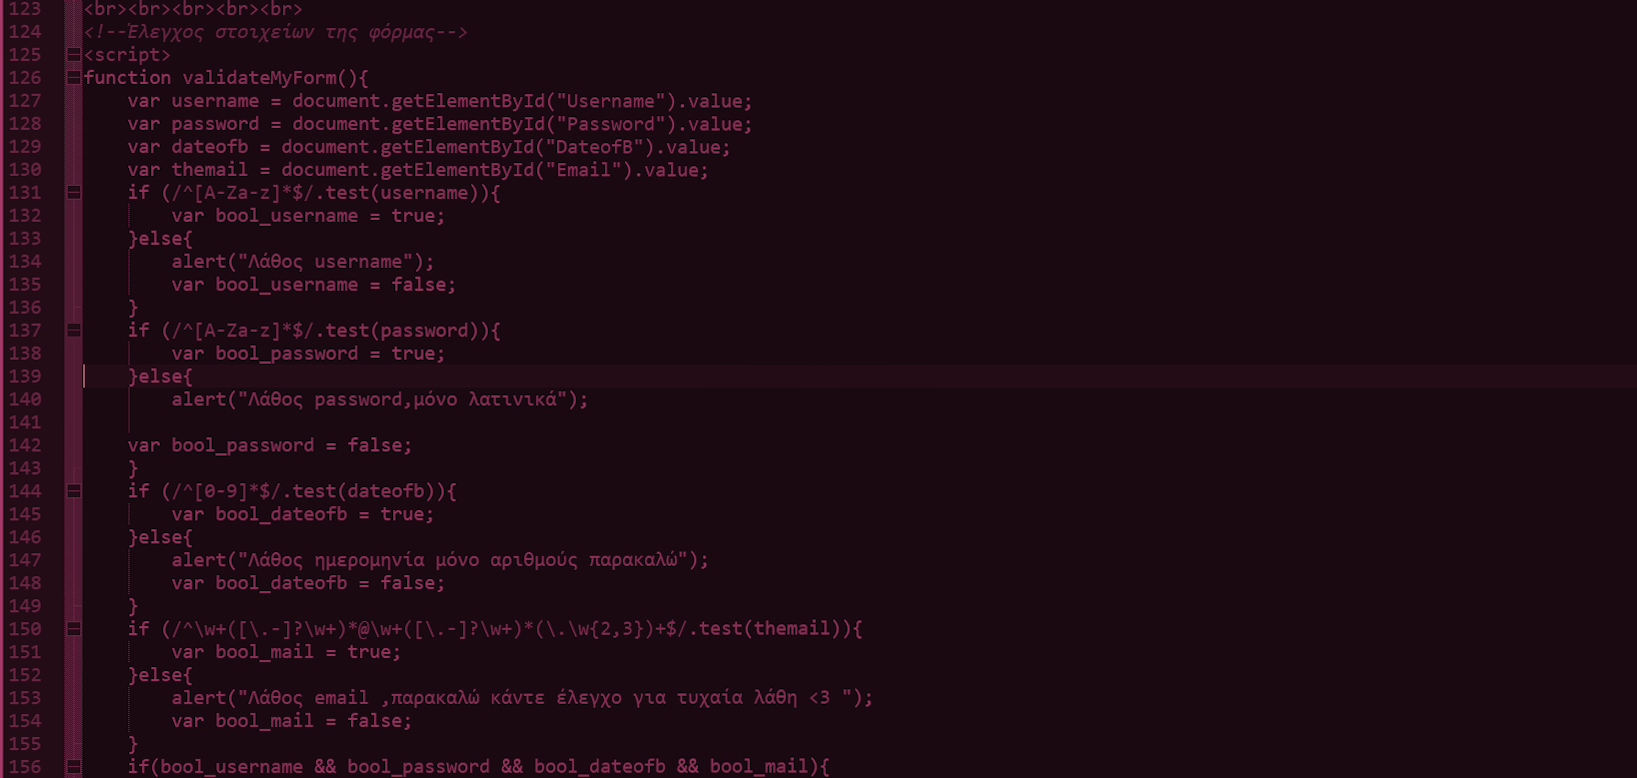 123 <br><br><br><br><br>
124 <!--Έλεγχος στοιχείων της φόρμας-->
125 <script>
126 function validateMyForm(){
127 var username = document.getElementById("Username").value;
128 var password = document.getElementById("Password").value;
129 var dateofb = document.getElementById("DateofB").value;
130 var themail = document.getElementById("Email").value;
131 if (/^[A-Za-z]*$/.test(username)){
132 var bool_username = true;
133 }else{
134 alert("Λάθος username");
135 var bool_username = false;
136 }
137 if (/^[A-Za-z]*$/.test(password)){
138 var bool_password = true;
139 }else{
140 alert("Λάθος password,μόνο λατινικά");
141
142 var bool_password = false;
143 }
144 if (/^[0-9]*$/.test(dateofb)){
145 var bool_dateofb = true;
146 }else{
147 alert("Λάθος ημερομηνία μόνο αριθμούς παρακαλώ");
148 var bool_dateofb = false;
149 }
150 if (/^\w+([\.-]?\w+)*@\w+([\.-]?\w+)*(\.\w{2,3})+$/.test(themail)){
151 var bool_mail = true;
152 }else{
153 alert("Λάθος email ,παρακαλώ κάντε έλεγχο για τυχαία λάθη <3 ");
154 var bool_mail = false;
155 }
156 if(bool_username && bool_password && bool_dateofb && bool_mail){